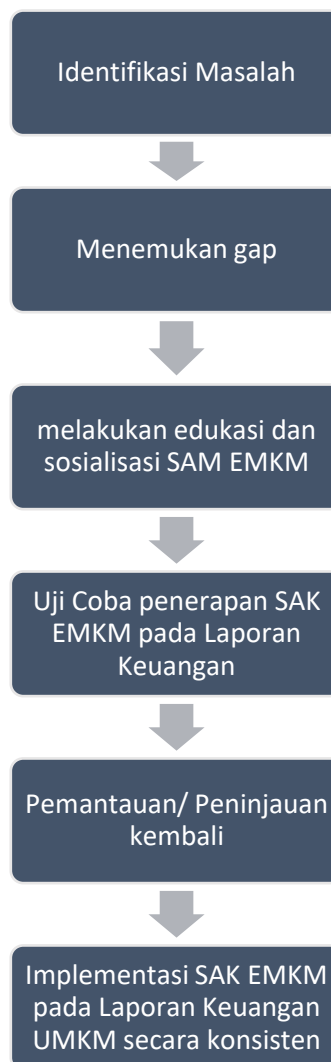 Identifikasi Masalah
Menemukan gap
melakukan edukasi dan
sosialisasi SAM EMKM
Uji Coba penerapan SAK
EMKM pada Laporan
Keuangan
Pemantauan/ Peninjauan
kembali
Implementasi SAK EMKM
pada Laporan Keuangan
UMKM secara konsisten